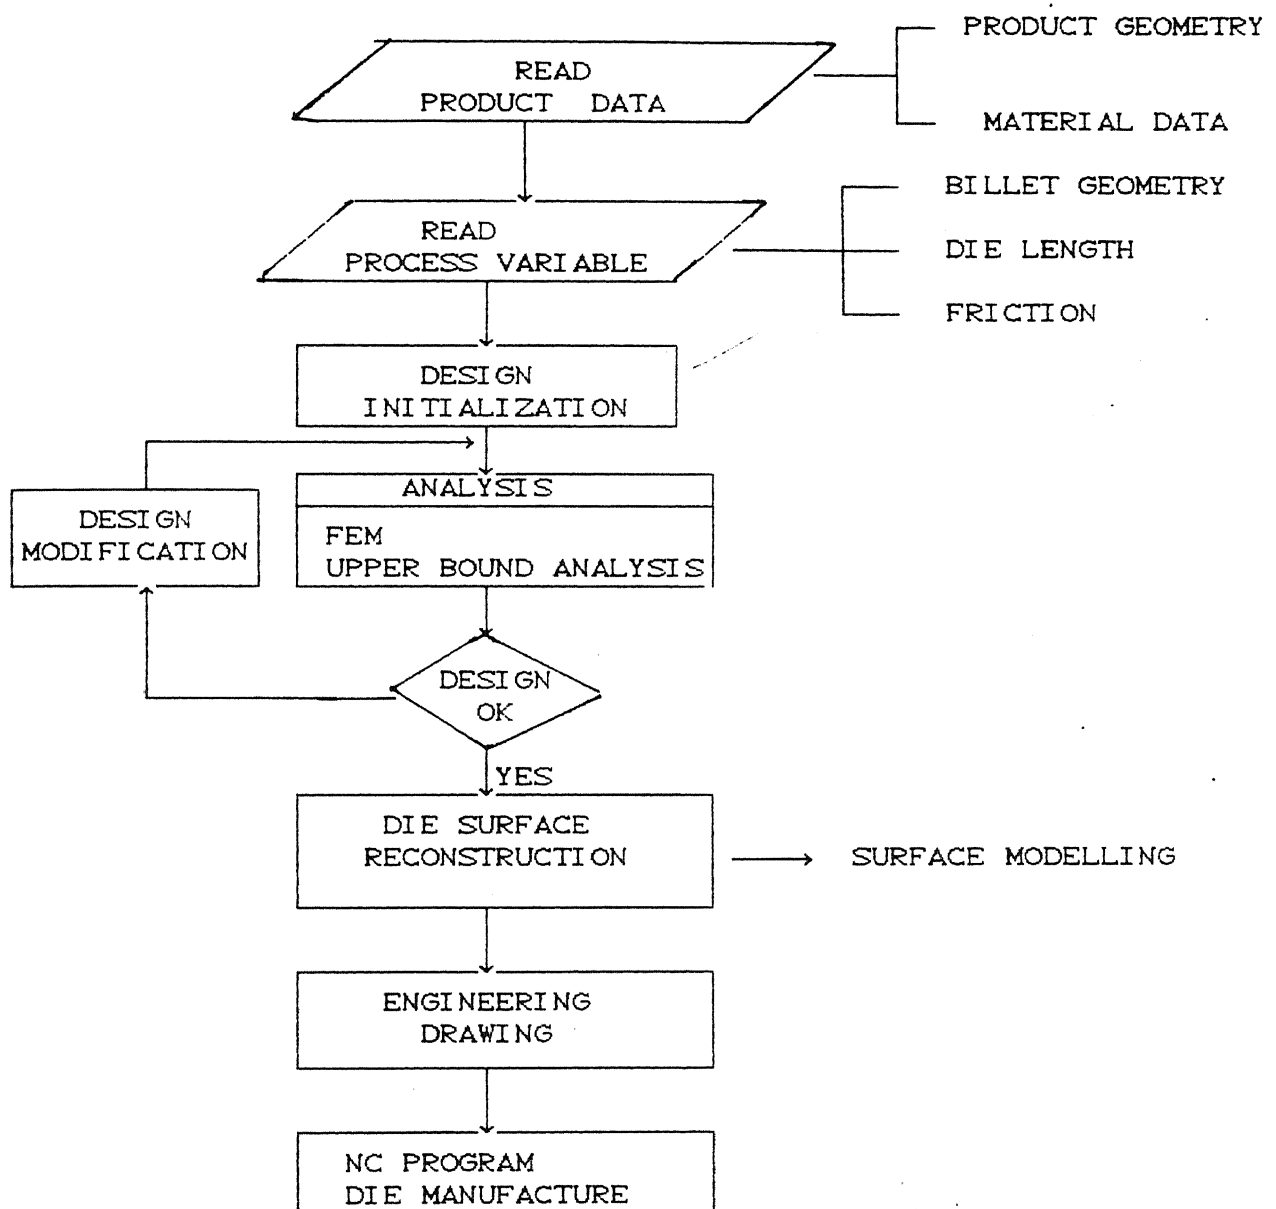 READ
PRODUCT DATA
PRODUCT GEOMETRY
MATERIAL DATA
READ
PROCESS VARIABLE
BILLET GEOMETRY
DIE LENGTH
FRICTION
DESIGN
INITIALIZATION
ANALYSIS
FEM
UPPER BOUND ANALYSIS
DESIGN
MODIFICATION
DESIGN
OK
YES
DIE SURFACE
RECONSTRUCTION
SURFACE MODELLING
ENGINEERING
DRAWING
NC PROGRAM
DIE MANUFACTURE